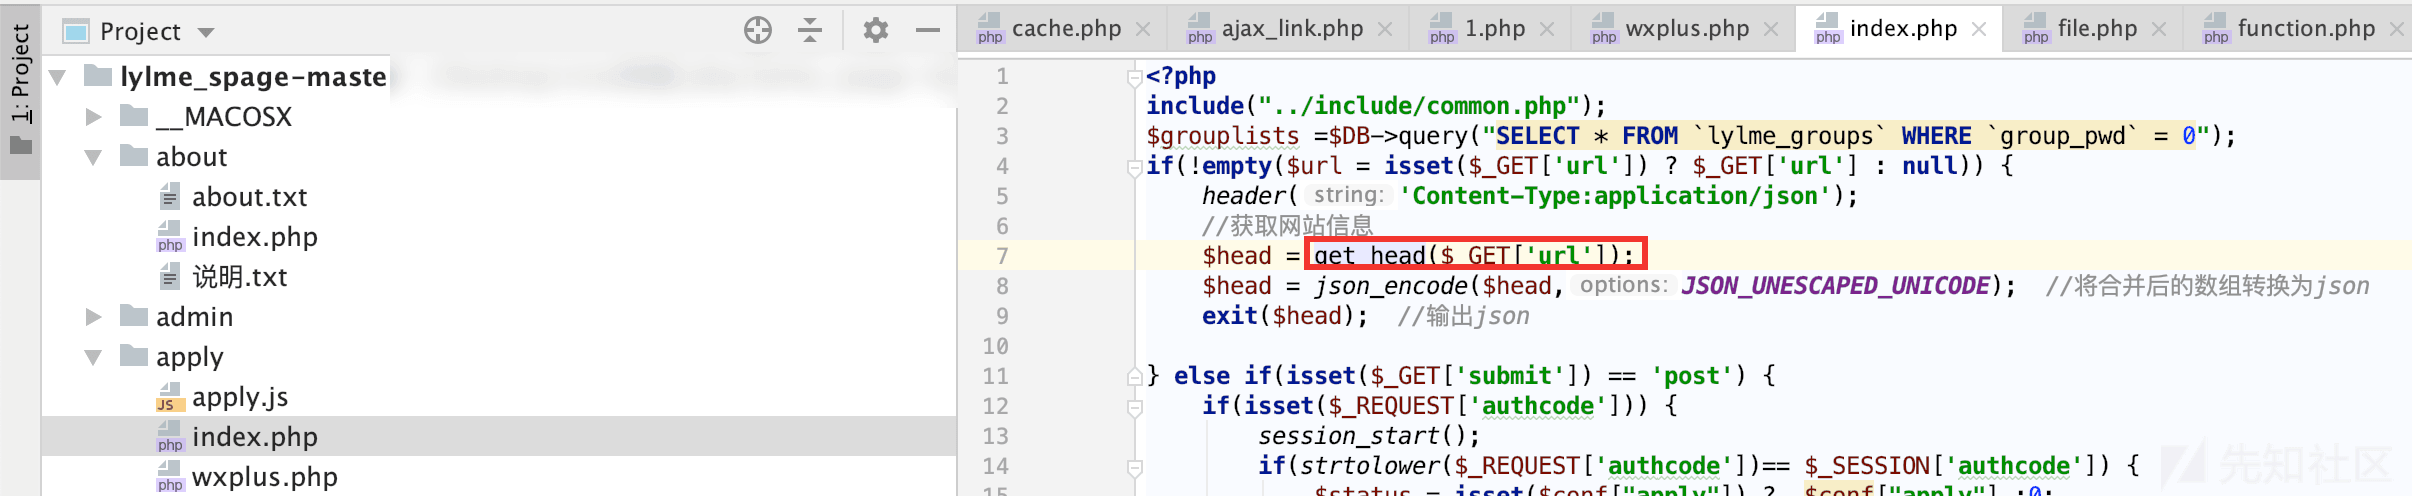 1: Project
Project
lylme_spage-maste
__MACOSX
about
about.txt
php index.php
说明.txt
admin
apply
JS apply.js
php index.php
php wxplus.php
php cache.php
php ajax_link.php
php 1.php
php wxplus.php
php index.php
php file.php
php function.php
1 <?php
2 include("../include/common.php");
3 $grouplists =$DB->query("SELECT * FROM `lylme_groups` WHERE `group_pwd` = 0");
4 if(!empty($url = isset($_GET['url']) ? $_GET['url'] : null)) {
5 header( string: 'Content-Type:application/json');
6 //获取网站信息
7 $head = get_head($_GET['url']);
8 $head = json_encode($head, options: JSON_UNESCAPED_UNICODE); //将合并后的数组转换为json
9 exit($head); //输出json
10
11 } else if(isset($_GET['submit']) == 'post') {
12 if(isset($_REQUEST['authcode'])) {
13 session_start();
14 if(strtolower($_REQUEST['authcode'])== $_SESSION['authcode']) {
15 $status = isset($conf["apply"]) ? $conf["apply"] :0;
先知社区